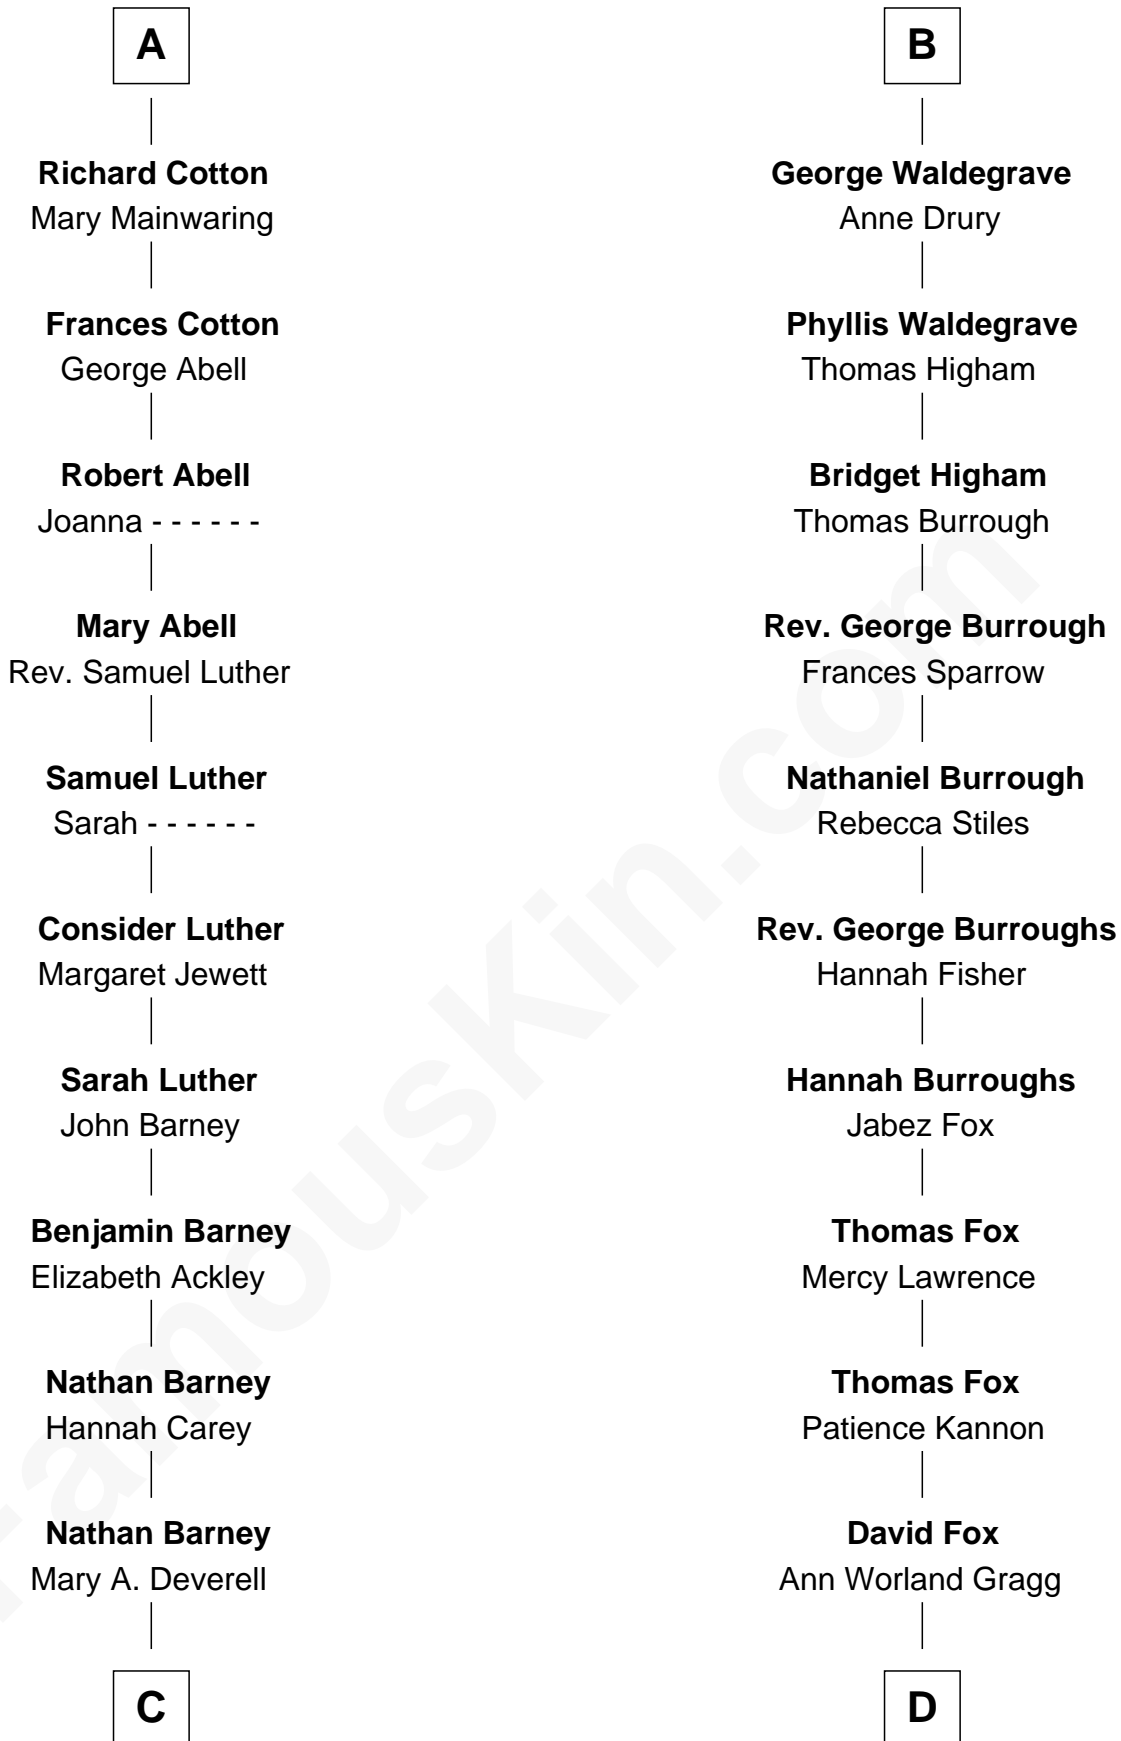 A
Richard Cotton
Mary Mainwaring
Frances Cotton
George Abell
Robert Abell
Joanna - - - - - -
Mary Abell
Rev. Samuel Luther
Samuel Luther
Sarah - - - - - -
Consider Luther
Margaret Jewett
Sarah Luther
John Barney
Benjamin Barney
Elizabeth Ackley
Nathan Barney
Hannah Carey
Nathan Barney
Mary A. Deverell
C
B
George Waldegrave
Anne Drury
Phyllis Waldegrave
Thomas Higham
Bridget Higham
Thomas Burrough
Rev. George Burrough
Frances Sparrow
Nathaniel Burrough
Rebecca Stiles
Rev. George Burroughs
Hannah Fisher
Hannah Burroughs
Jabez Fox
Thomas Fox
Mercy Lawrence
Thomas Fox
Patience Kannon
David Fox
Ann Worland Gragg
D
FamousKin.com